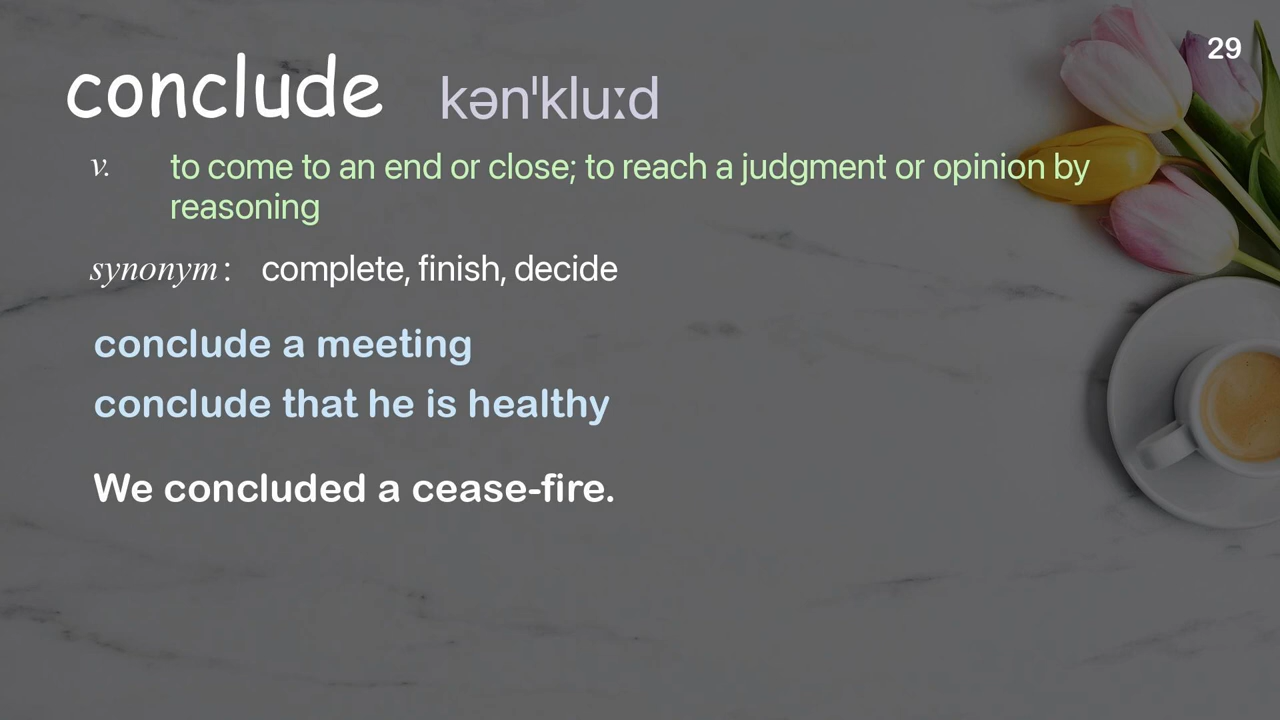 29
conclude kən'klu:d
v. to come to an end or close; to reach a judgment or opinion by
reasoning
synonym: complete, finish, decide
conclude a meeting
conclude that he is healthy
We concluded a cease-fire.